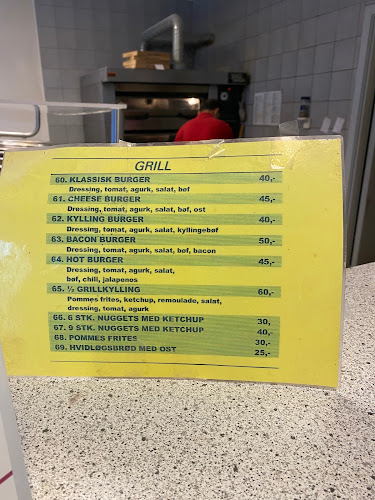 GRILL
60. KLASSISK BURGER 40,-
Dressing, tomat, agurk, salat, bøf
61. CHEESE BURGER 45,-
Dressing, tomat, agurk, salat, bøf, ost
62. KYLLING BURGER 40,-
Dressing, tomat, agurk, salat, kyllingebøf
63. BACON BURGER 50,-
Dressing, tomat, agurk, salat, bøf, bacon
64. HOT BURGER 45,-
Dressing, tomat, agurk, salat,
bøf, chili, jalapenos
65. ½ GRILLKYLLING 60,-
Pommes frites, ketchup, remoulade, salat,
dressing, tomat, agurk
66. 6 STK. NUGGETS MED KETCHUP 30,
67. 9 STK. NUGGETS MED KETCHUP 40,-
68. POMMES FRITES 30,-
69. HVIDLØGSBRØD MED OST 25,-